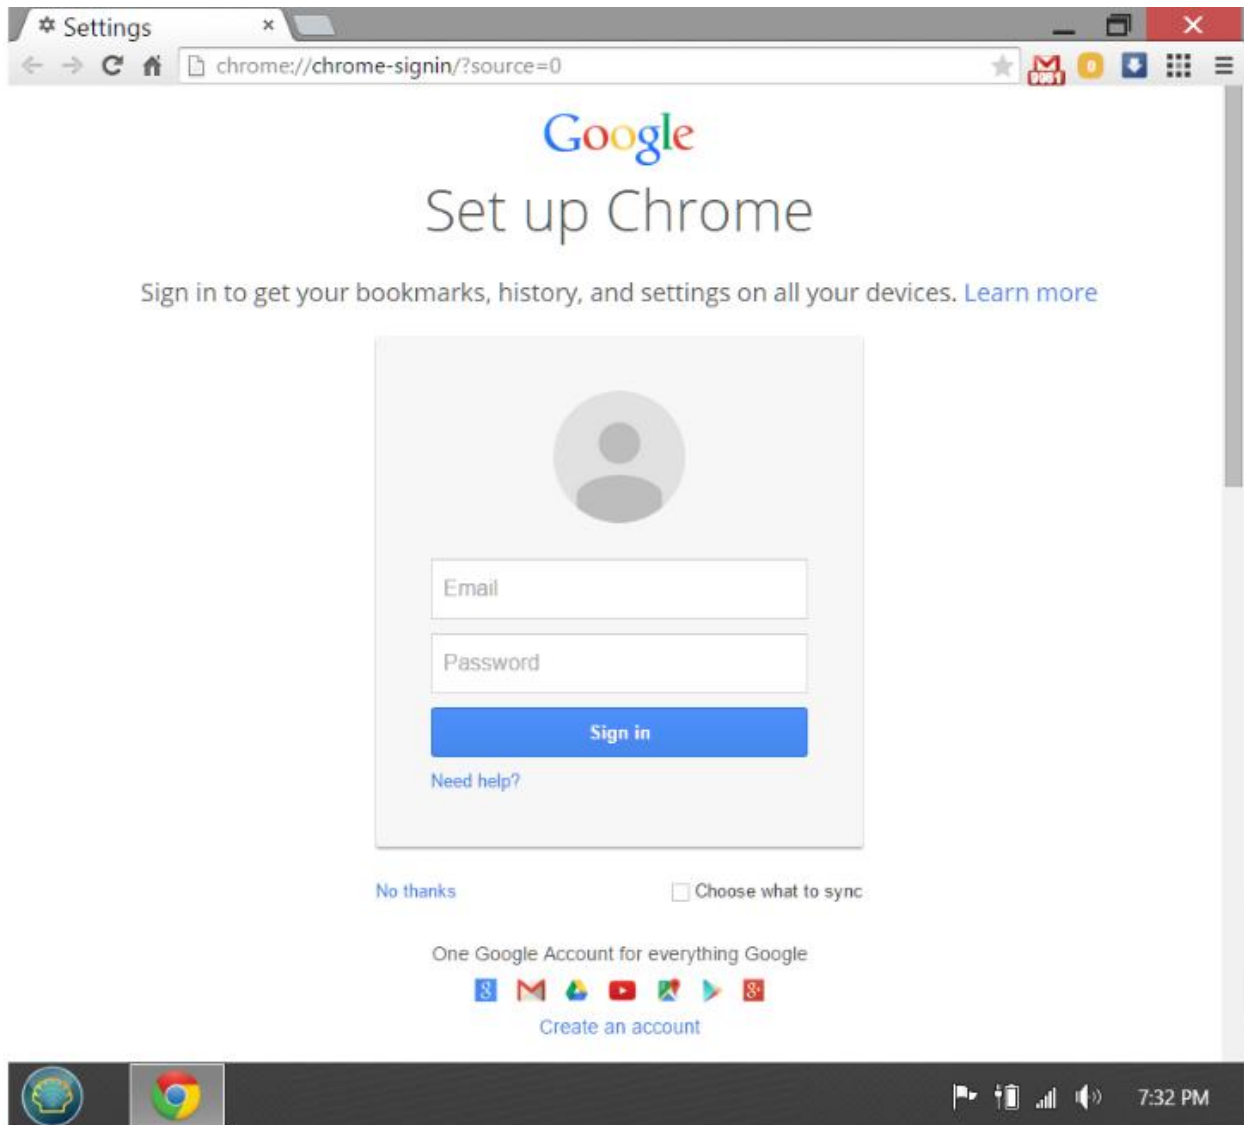 Settings
chrome://chrome-signin/?source=0
9981
0
Google
Set up Chrome
Sign in to get your bookmarks, history, and settings on all your devices. Learn more
Email
Password
Sign in
Need help?
No thanks
Choose what to sync
One Google Account for everything Google
Create an account
7:32 PM